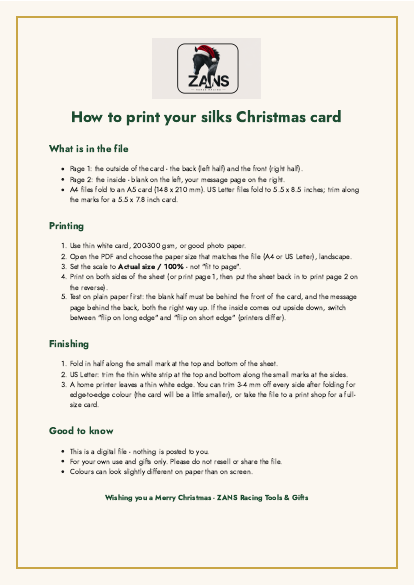 ZANS
How to print your silks Christmas card
What is in the file
• Page 1: the outside of the card - the back (left half) and the front (right half).
• Page 2: the inside - blank on the left, your message page on the right.
• A4 files fold to an A5 card (148 x 210 mm). US Letter files fold to 5.5 x 8.5 inches; trim along
the marks for a 5.5 x 7.8 inch card.
Printing
1. Use thin white card, 200-300 gsm, or good photo paper.
2. Open the PDF and choose the paper size that matches the file (A4 or US Letter), landscape.
3. Set the scale to Actual size / 100% - not "fit to page".
4. Print on both sides of the sheet (or print page 1, then put the sheet back in to print page 2 on
the reverse).
5. Test on plain paper first: the blank half must be behind the front of the card, and the message
page behind the back, both the right way up. If the inside comes out upside down, switch
between "flip on long edge" and "flip on short edge" (printers differ).
Finishing
1. Fold in half along the small mark at the top and bottom of the sheet.
2. US Letter: trim the thin white strip at the top and bottom along the small marks at the sides.
3. A home printer leaves a thin white edge. You can trim 3-4 mm off every side after folding for
edge-to-edge colour (the card will be a little smaller), or take the file to a print shop for a full-
size card.
Good to know
• This is a digital file - nothing is posted to you.
• For your own use and gifts only. Please do not resell or share the file.
• Colours can look slightly different on paper than on screen.
Wishing you a Merry Christmas - ZANS Racing Tools & Gifts